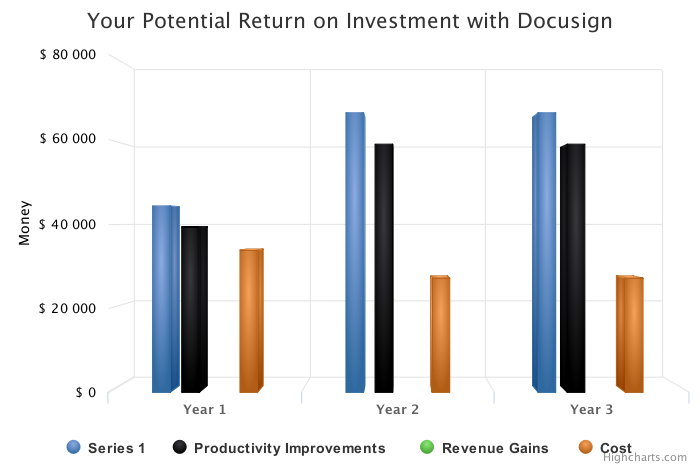 Your Potential Return on Investment with Docusign
$ 80 000
$ 60 000
$ 40 000
$ 20 000
$ 0
Money
Year 1
Year 2
Year 3
Series 1
Productivity Improvements
Revenue Gains
Cost
Highcharts.com